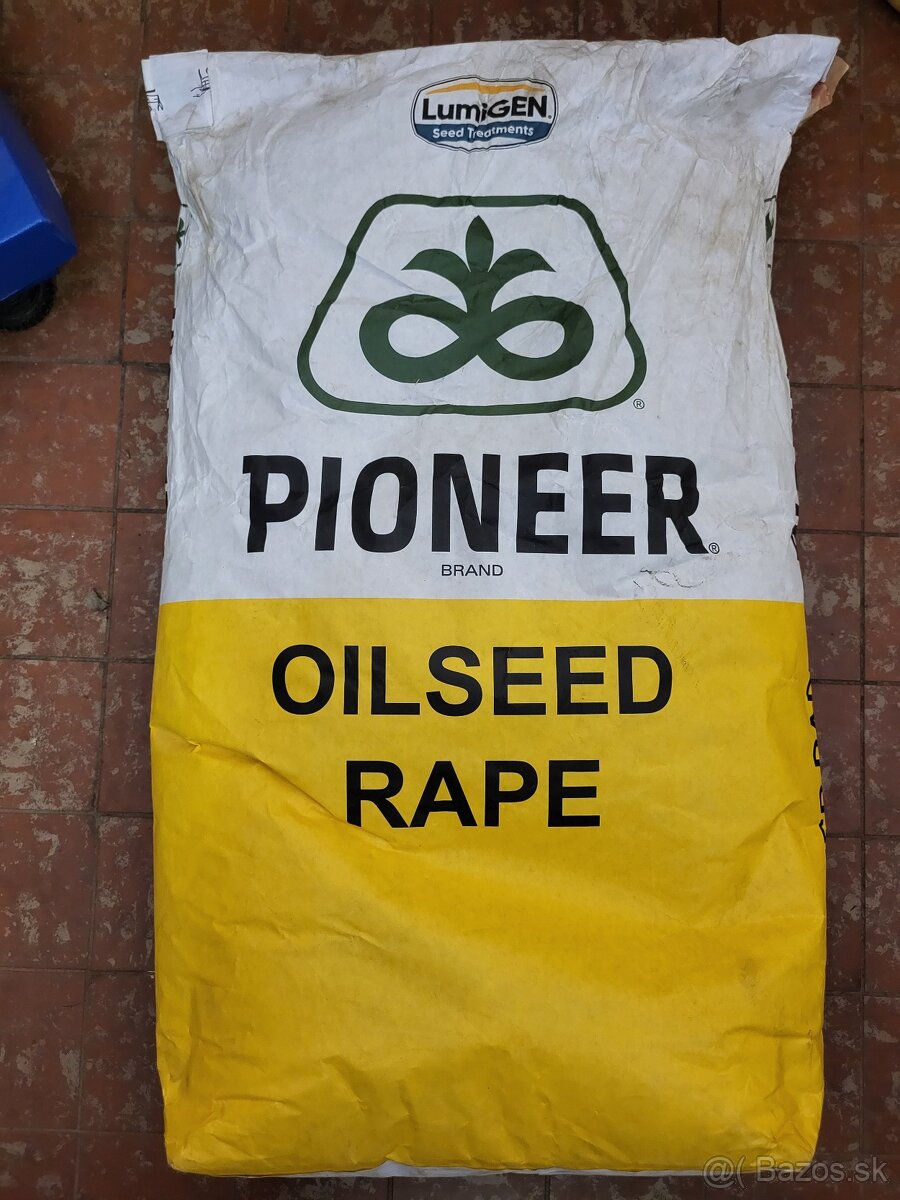 LumiGEN®
Seed Treatments
®
PIONEER®
BRAND
OILSEED
RAPE
@( Bazos.sk